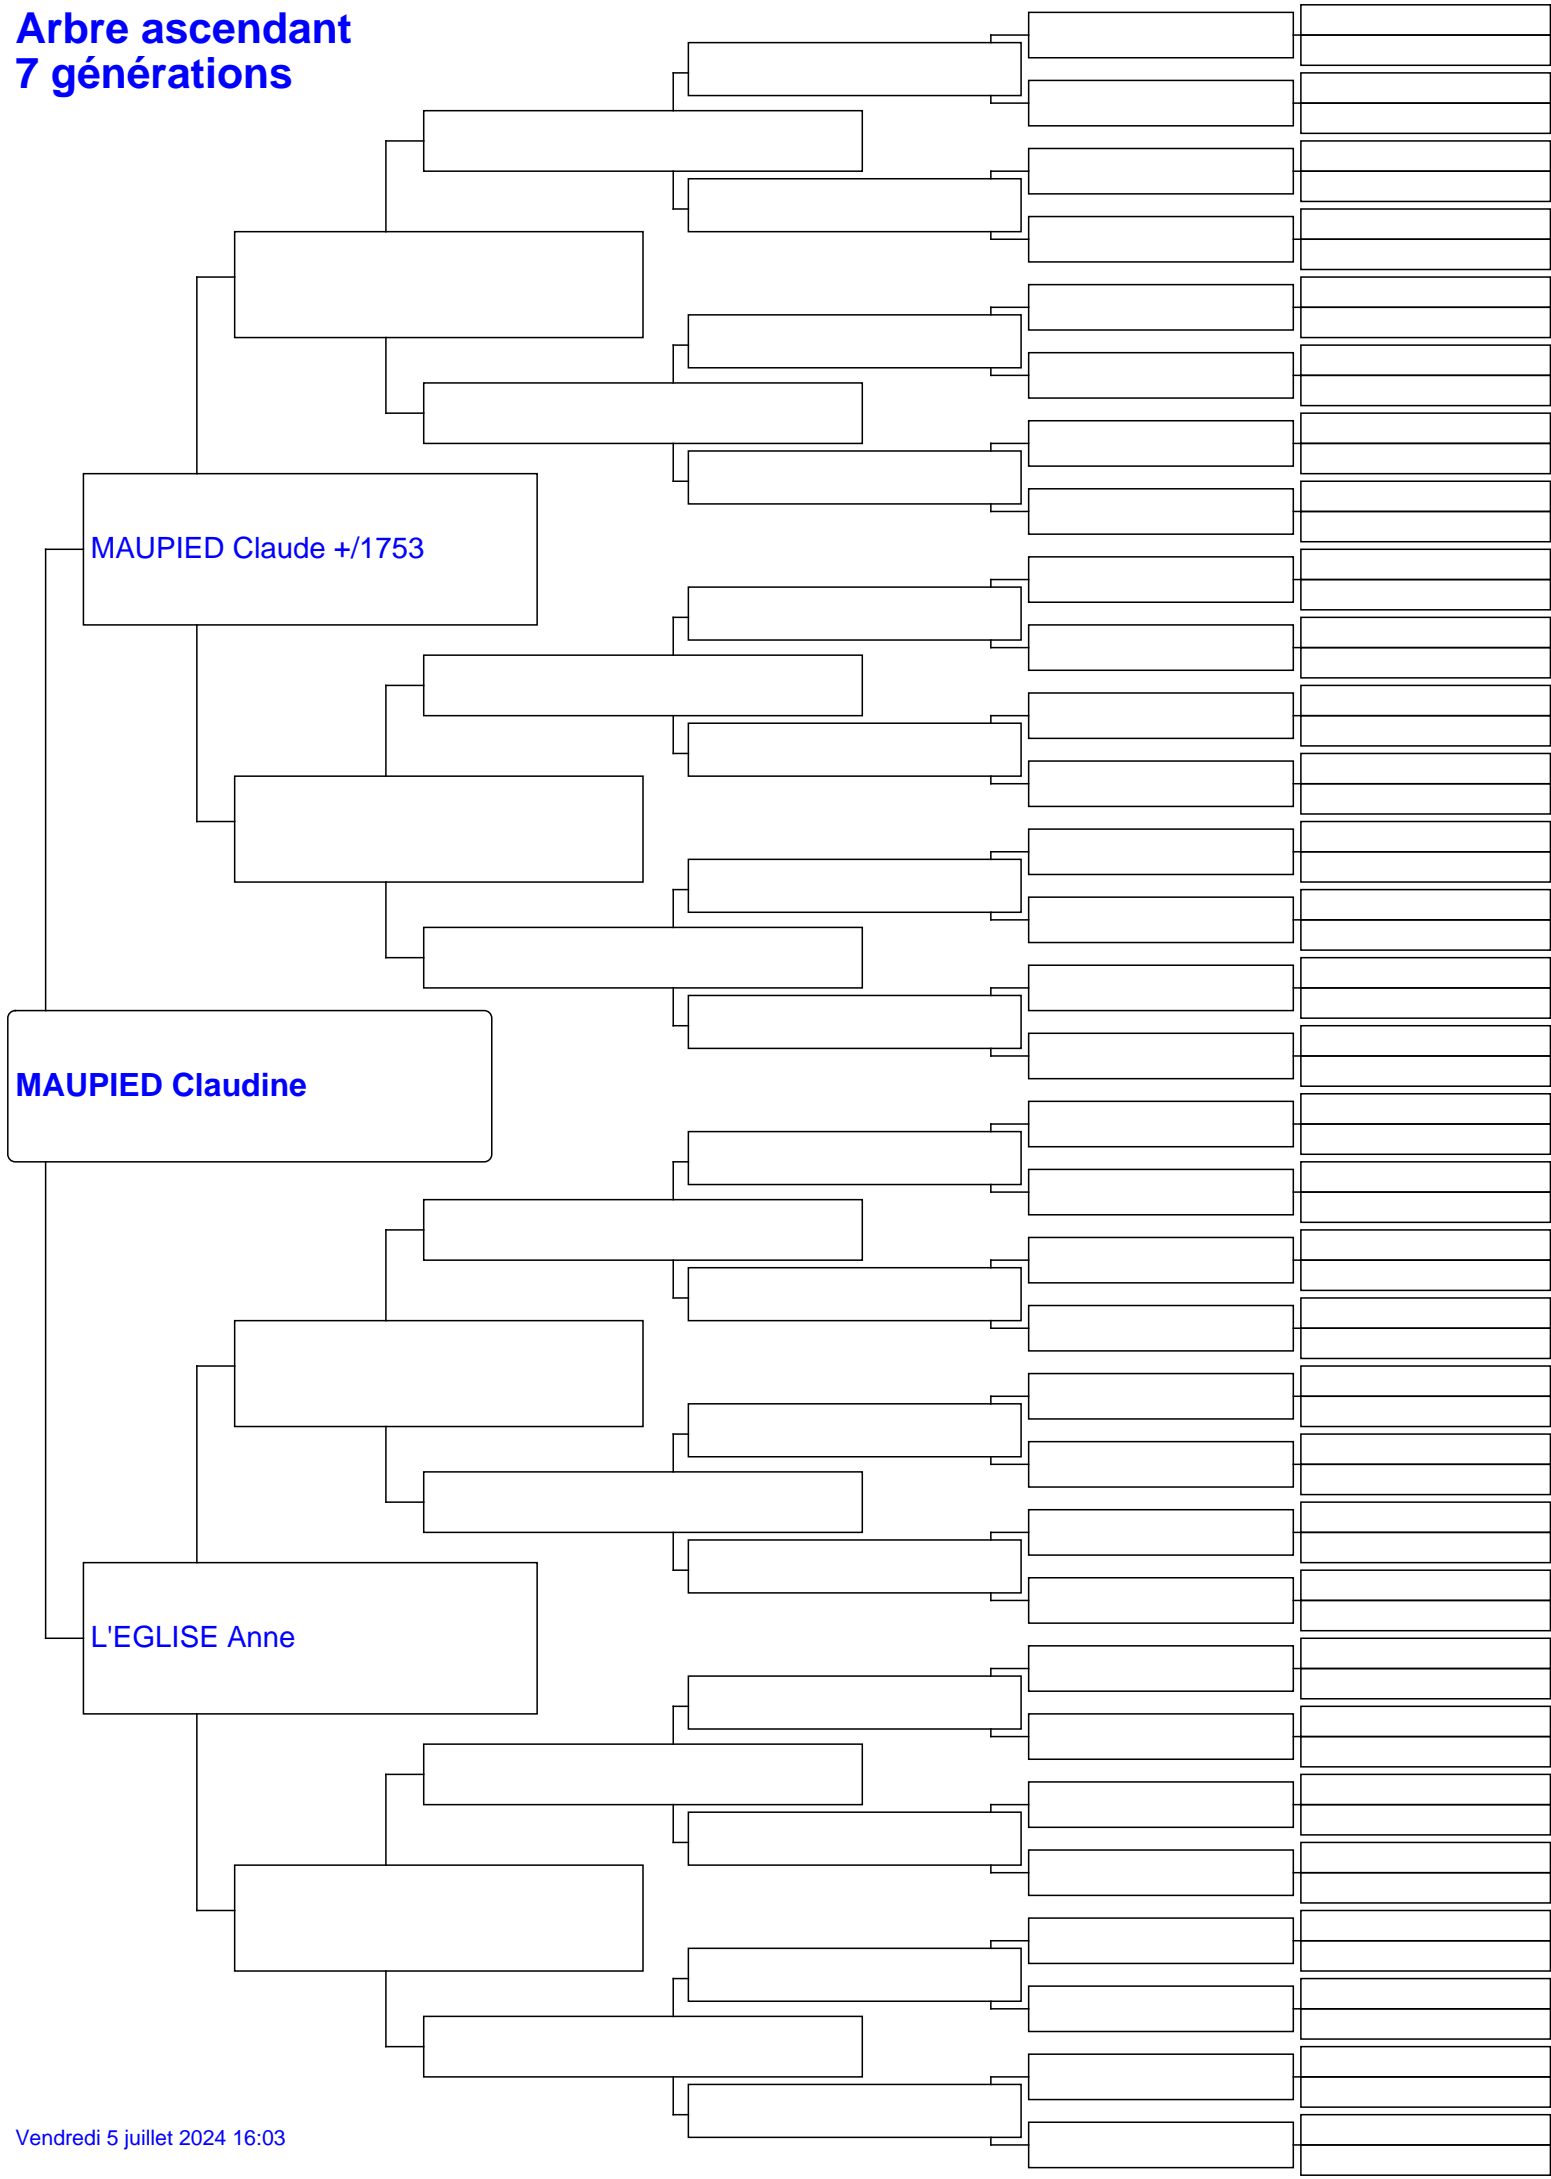 Arbre ascendant
7 générations
MAUPIED Claude +/1753
MAUPIED Claudine
L'EGLISE Anne
Vendredi 5 juillet 2024 16:03